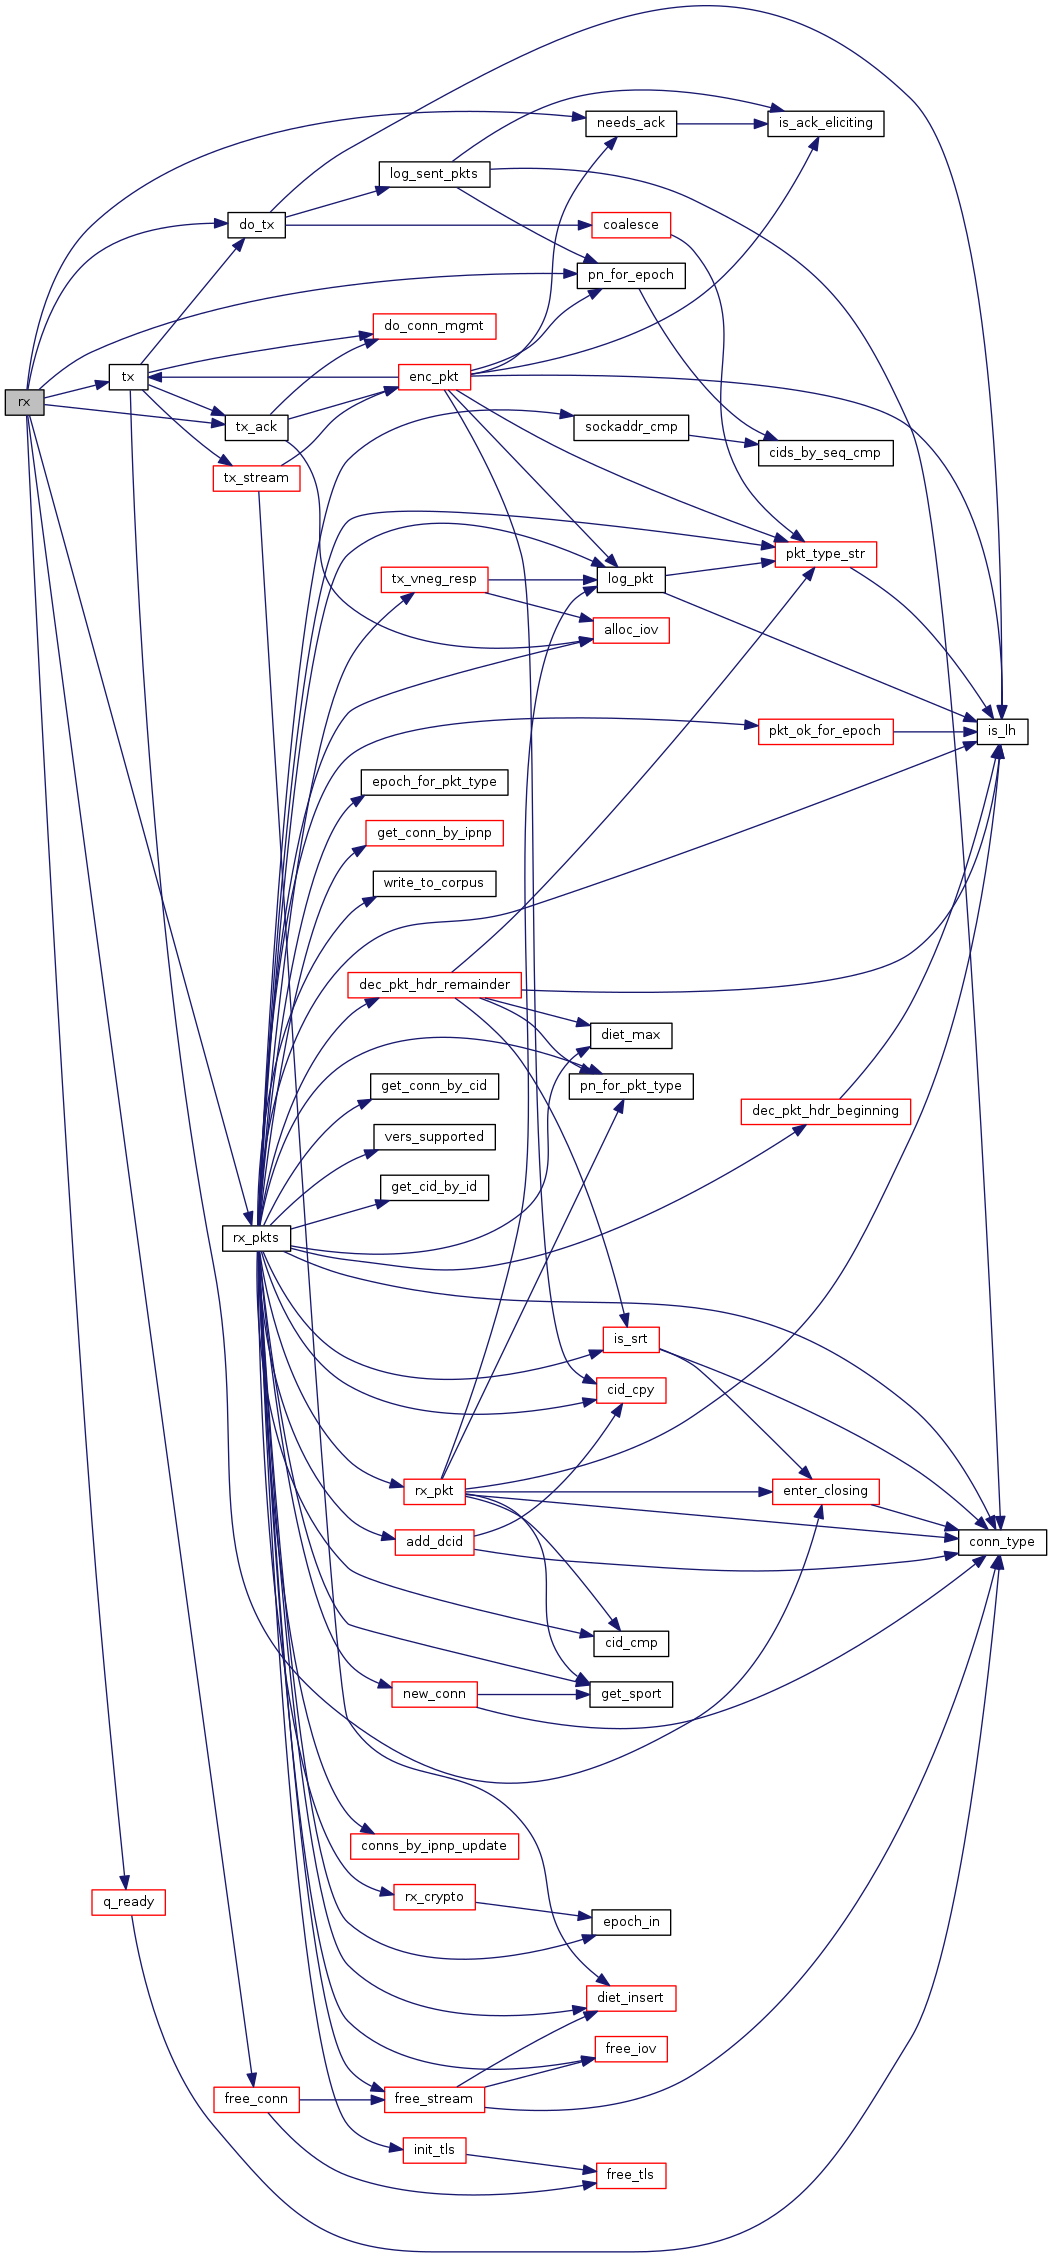 needs_ack
is_ack_eliciting
log_sent_pkts
do_tx
coalesce
pn_for_epoch
do_conn_mgmt
tx
enc_pkt
rx
tx_ack
sockaddr_cmp
cids_by_seq_cmp
tx_stream
pkt_type_str
tx_vneg_resp
log_pkt
alloc_iov
pkt_ok_for_epoch
is_lh
epoch_for_pkt_type
get_conn_by_ipnp
write_to_corpus
dec_pkt_hdr_remainder
diet_max
get_conn_by_cid
pn_for_pkt_type
dec_pkt_hdr_beginning
vers_supported
get_cid_by_id
rx_pkts
is_srt
cid_cpy
rx_pkt
enter_closing
add_dcid
conn_type
cid_cmp
new_conn
get_sport
conns_by_ipnp_update
rx_crypto
q_ready
epoch_in
diet_insert
free_iov
free_conn
free_stream
init_tls
free_tls